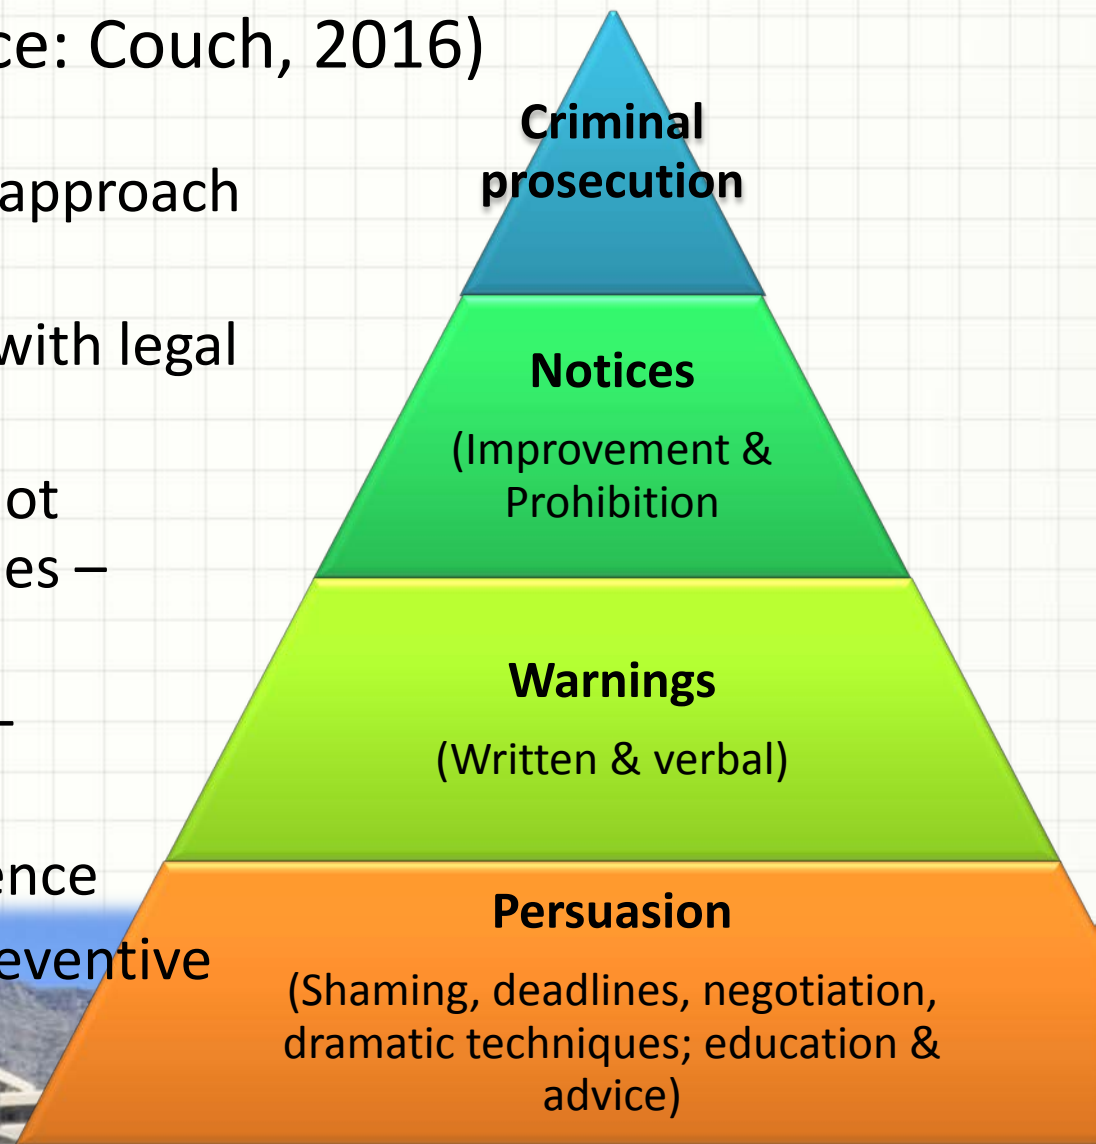 ce: Couch, 2016)
approach
with legal
ot
es –
–
ence
eventive
Criminal
prosecution
Notices
(Improvement &
Prohibition
Warnings
(Written & verbal)
Persuasion
(Shaming, deadlines, negotiation,
dramatic techniques; education &
advice)